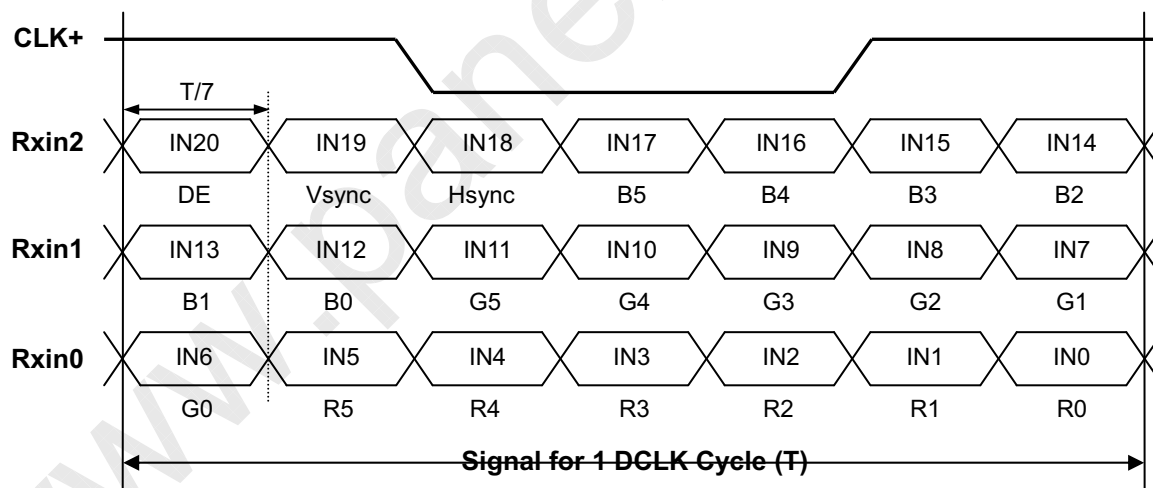 CLK+
T/7
Rxin2 IN20 IN19 IN18 IN17 IN16 IN15 IN14
DE Vsync Hsync B5 B4 B3 B2
Rxin1 IN13 IN12 IN11 IN10 IN9 IN8 IN7
B1 B0 G5 G4 G3 G2 G1
Rxin0 IN6 IN5 IN4 IN3 IN2 IN1 IN0
G0 R5 R4 R3 R2 R1 R0
Signal for 1 DCLK Cycle (T)
www.pane